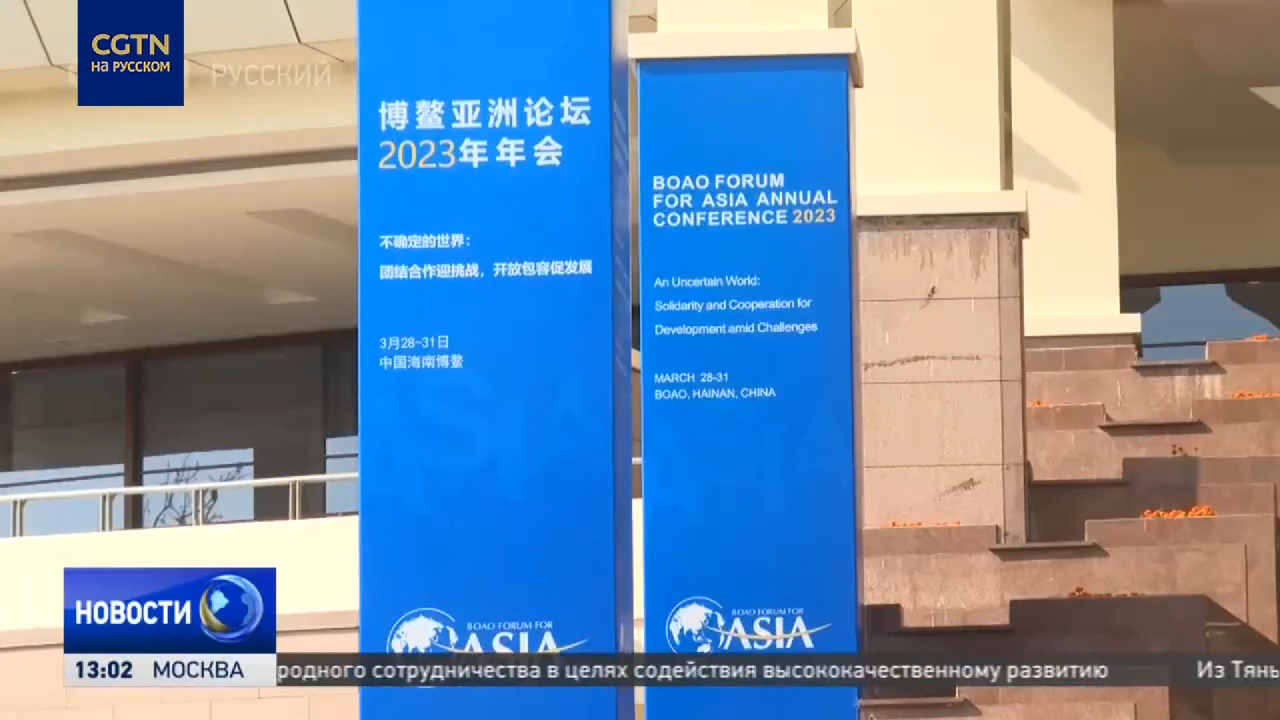 CGTN
на русском
РУССКИЙ
博鳌亚洲论坛
2023年年会
不确定的世界：
团结合作迎挑战，开放包容促发展
3月28-31日
中国海南博鳌
BOAO FORUM FOR
ASIA
BOAO FORUM
FOR ASIA ANNUAL
CONFERENCE 2023
An Uncertain World:
Solidarity and Cooperation for
Development amid Challenges
MARCH 28-31
BOAO, HAINAN, CHINA
BOAO FORUM FOR
ASIA
НОВОСТИ
13:02 МОСКВА
родного сотрудничества в целях содействия высококачественному развитию Из Тянь